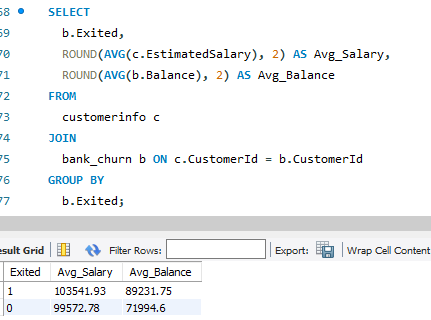 68 SELECT
69 b.Exited,
70 ROUND(AVG(c.EstimatedSalary), 2) AS Avg_Salary,
71 ROUND(AVG(b.Balance), 2) AS Avg_Balance
72 FROM
73 customerinfo c
74 JOIN
75 bank_churn b ON c.CustomerId = b.CustomerId
76 GROUP BY
77 b.Exited;
esult Grid Filter Rows: Export: Wrap Cell Content
Exited Avg_Salary Avg_Balance
1 103541.93 89231.75
0 99572.78 71994.6